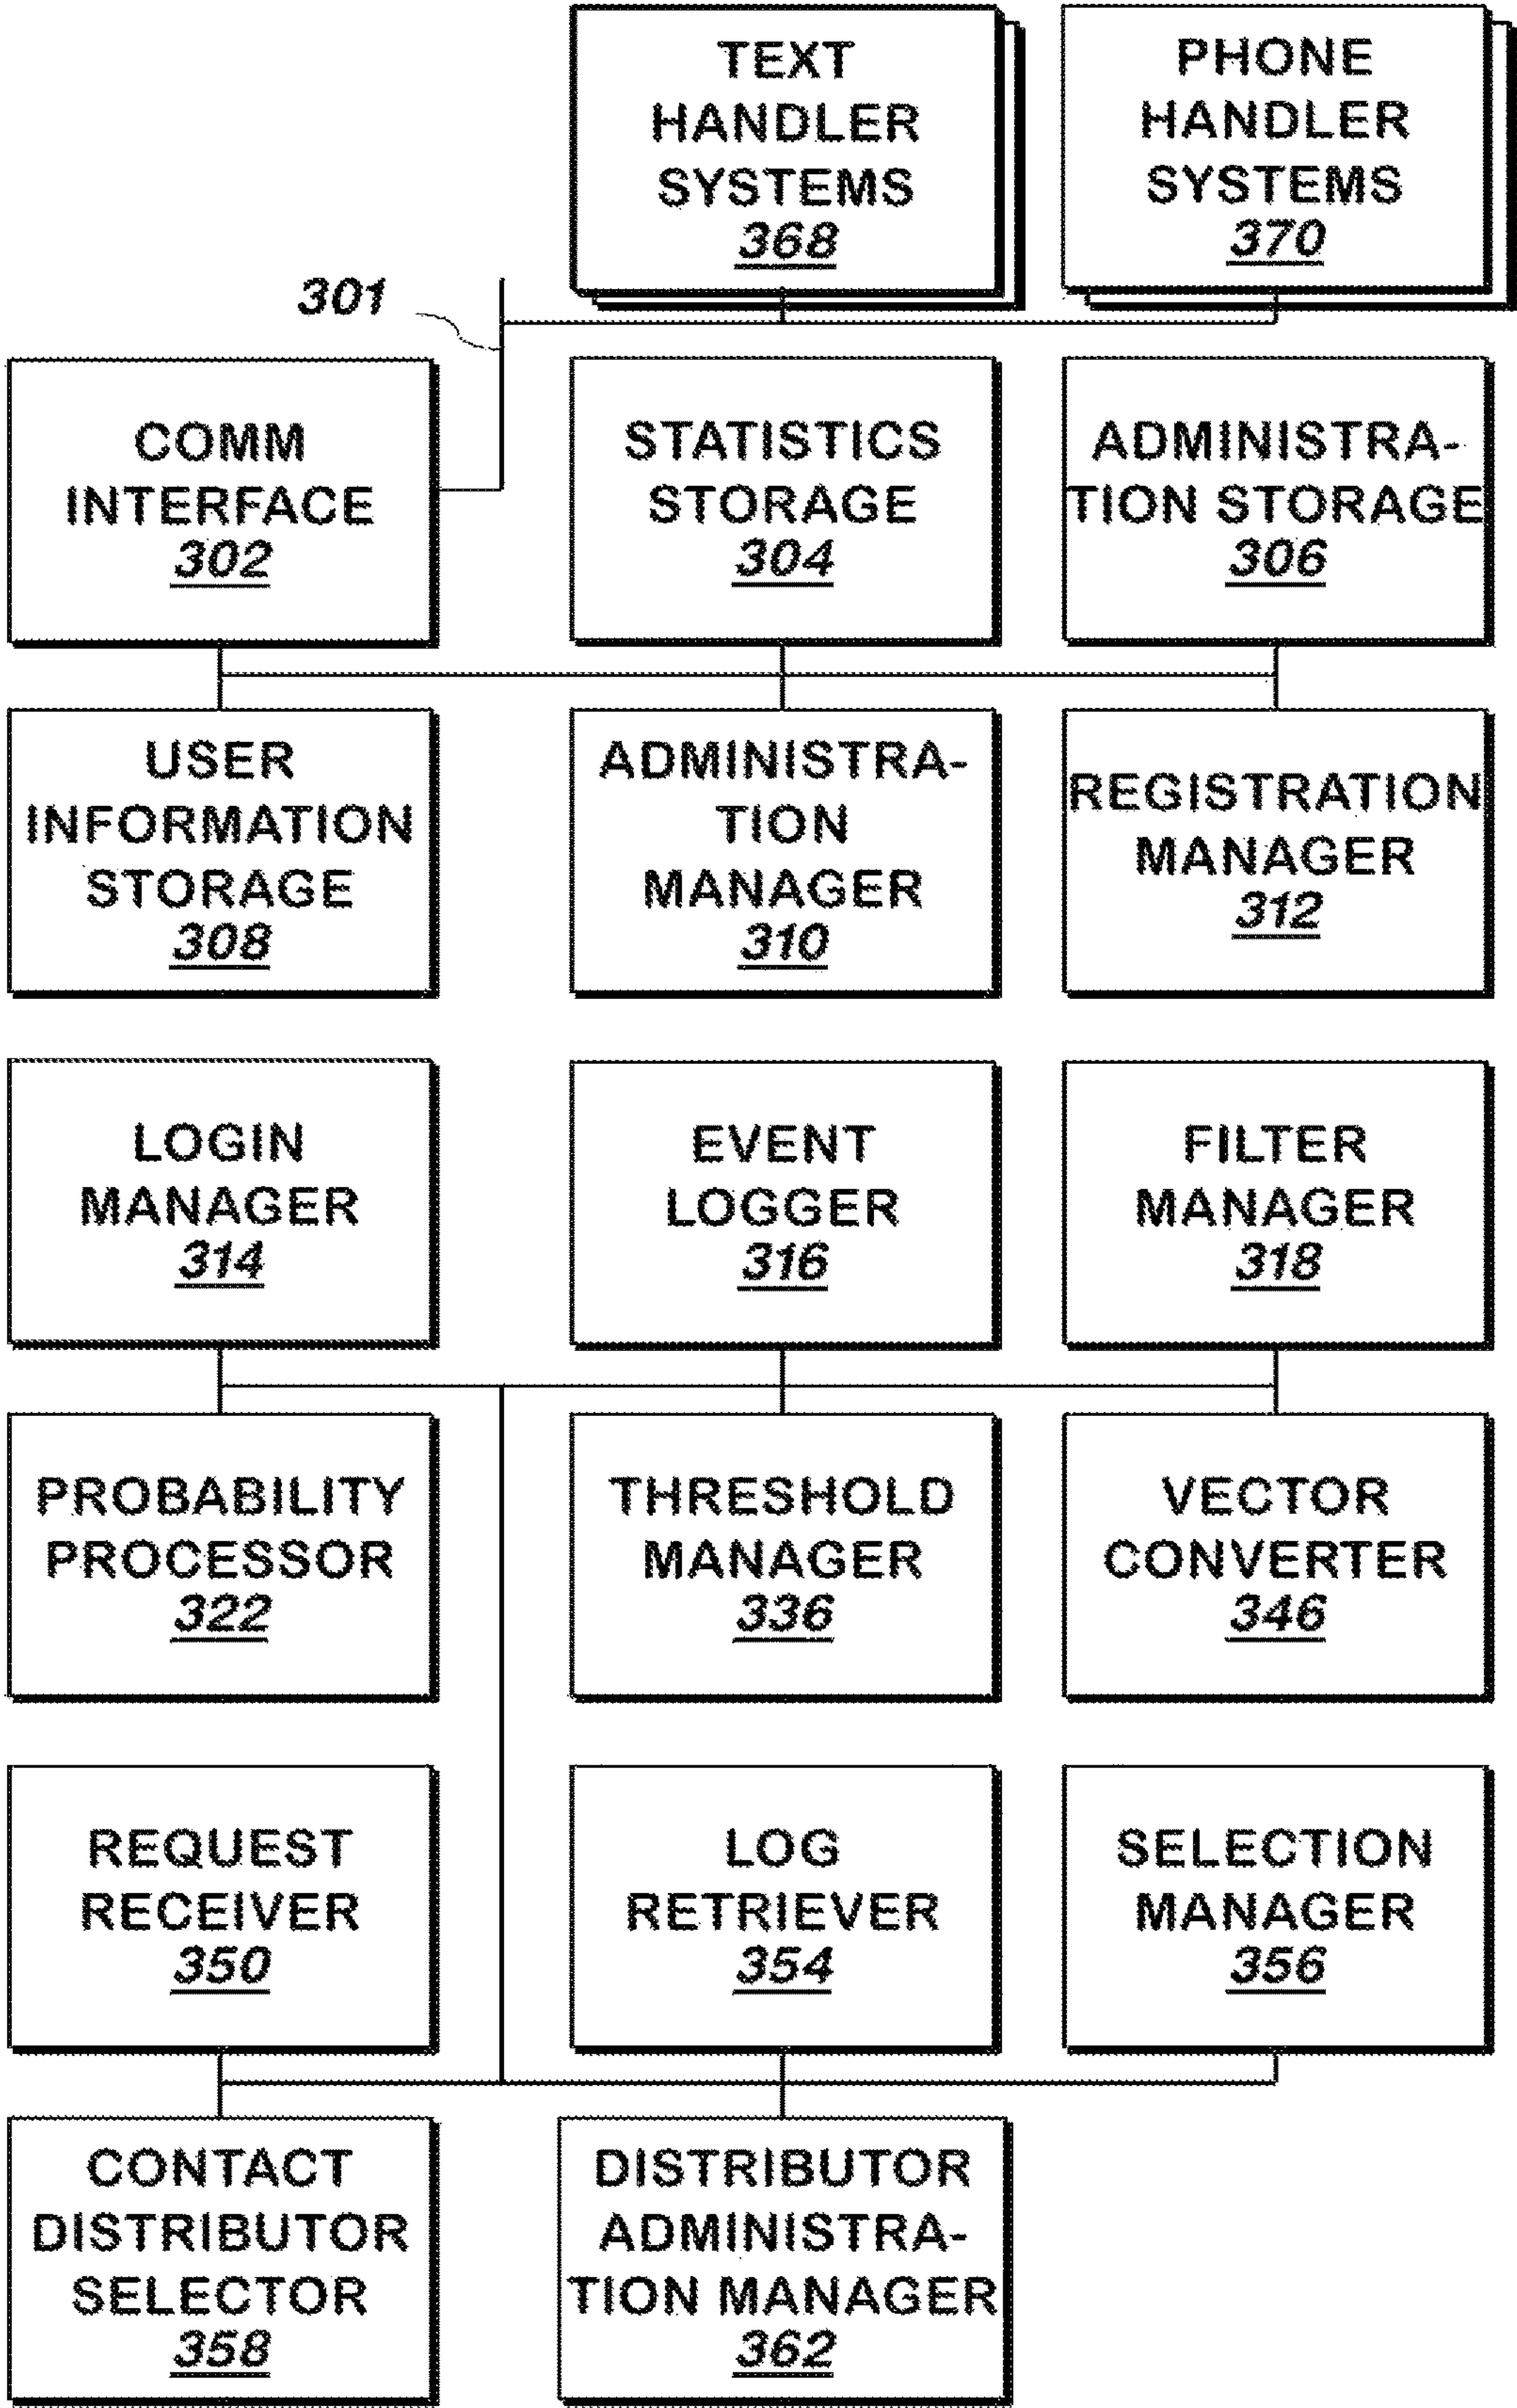 TEXT
HANDLER
SYSTEMS
368
PHONE
HANDLER
SYSTEMS
370
301
COMM
INTERFACE
302
STATISTICS
STORAGE
304
ADMINISTRA-
TION STORAGE
306
USER
INFORMATION
STORAGE
308
ADMINISTRA-
TION
MANAGER
310
REGISTRATION
MANAGER
312
LOGIN
MANAGER
314
EVENT
LOGGER
316
FILTER
MANAGER
318
PROBABILITY
PROCESSOR
322
THRESHOLD
MANAGER
336
VECTOR
CONVERTER
346
REQUEST
RECEIVER
350
LOG
RETRIEVER
354
SELECTION
MANAGER
356
CONTACT
DISTRIBUTOR
SELECTOR
358
DISTRIBUTOR
ADMINISTRA-
TION MANAGER
362